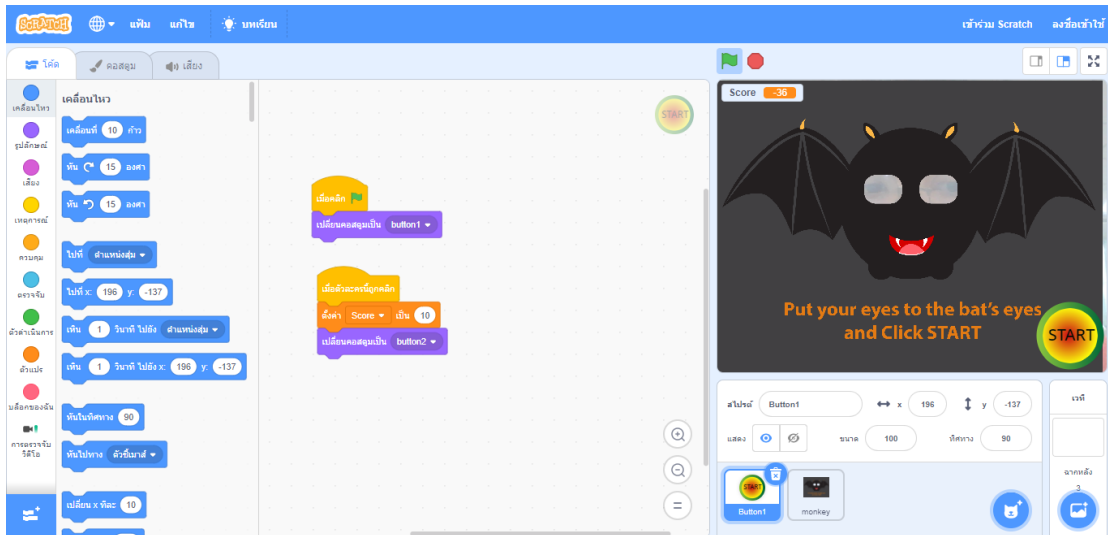 SCRATCH แฟ้ม แก้ไข บทเรียน เข้าร่วม Scratch ลงชื่อเข้าใช้
โค้ด คอสตูม เสียง
เคลื่อนไหว
รูปลักษณ์
เสียง
เหตุการณ์
ควบคุม
ตรวจจับ
ตัวดำเนินการ
ตัวแปร
บล็อกของฉัน
การตรวจจับ
วิดีโอ
เคลื่อนไหว
เคลื่อนที่ 10 ก้าว
หัน 15 องศา
หัน 15 องศา
ไปที่ ตำแหน่งสุ่ม
ไปที่ x: 196 y: -137
เหิน 1 วินาที ไปยัง ตำแหน่งสุ่ม
เหิน 1 วินาที ไปยัง x: 196 y: -137
หันในทิศทาง 90
หันไปทาง ตัวชี้เมาส์
เปลี่ยน x ทีละ 10
START
เมื่อคลิก
เปลี่ยนคอสตูมเป็น button1
เมื่อตัวละครนี้ถูกคลิก
ตั้งค่า Score เป็น 10
เปลี่ยนคอสตูมเป็น button2
Score -36
Put your eyes to the bat's eyes
and Click START
START
สไปรต์ Button1 x 196 y -137
แสดง ขนาด 100 ทิศทาง 90
START
Button1
monkey
เวที
ฉากหลัง
2